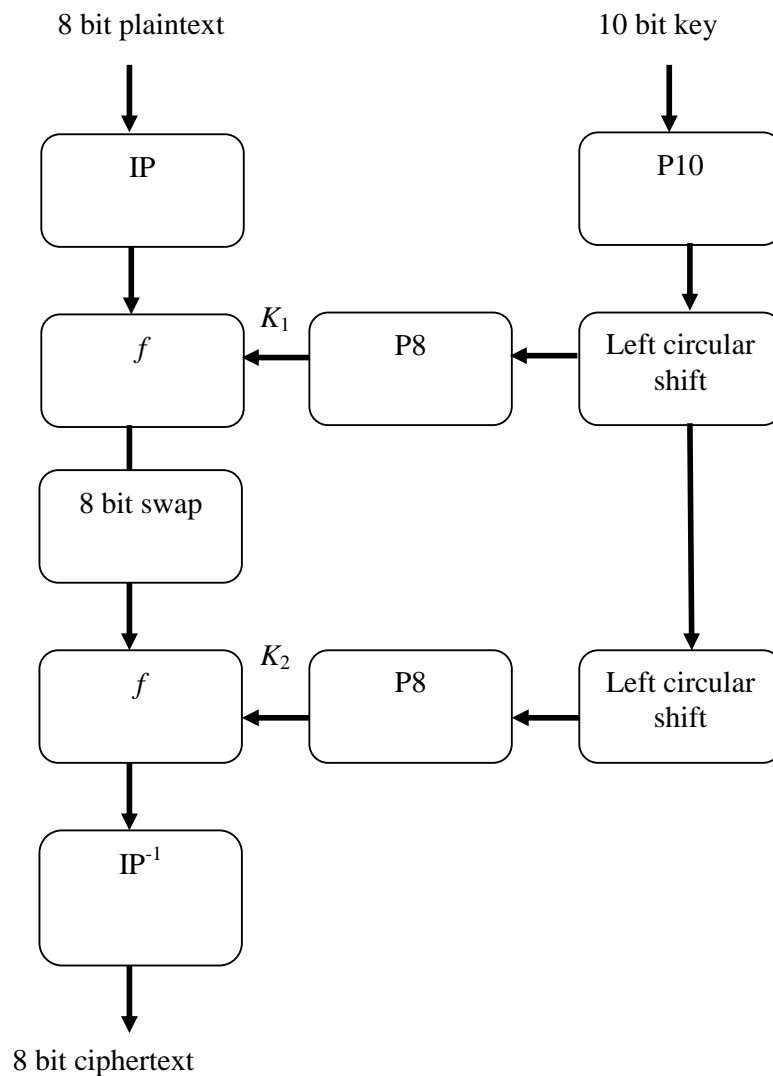 8 bit plaintext
10 bit key
IP
P10
f
K1
P8
Left circular
shift
8 bit swap
f
K2
P8
Left circular
shift
IP-1
8 bit ciphertext